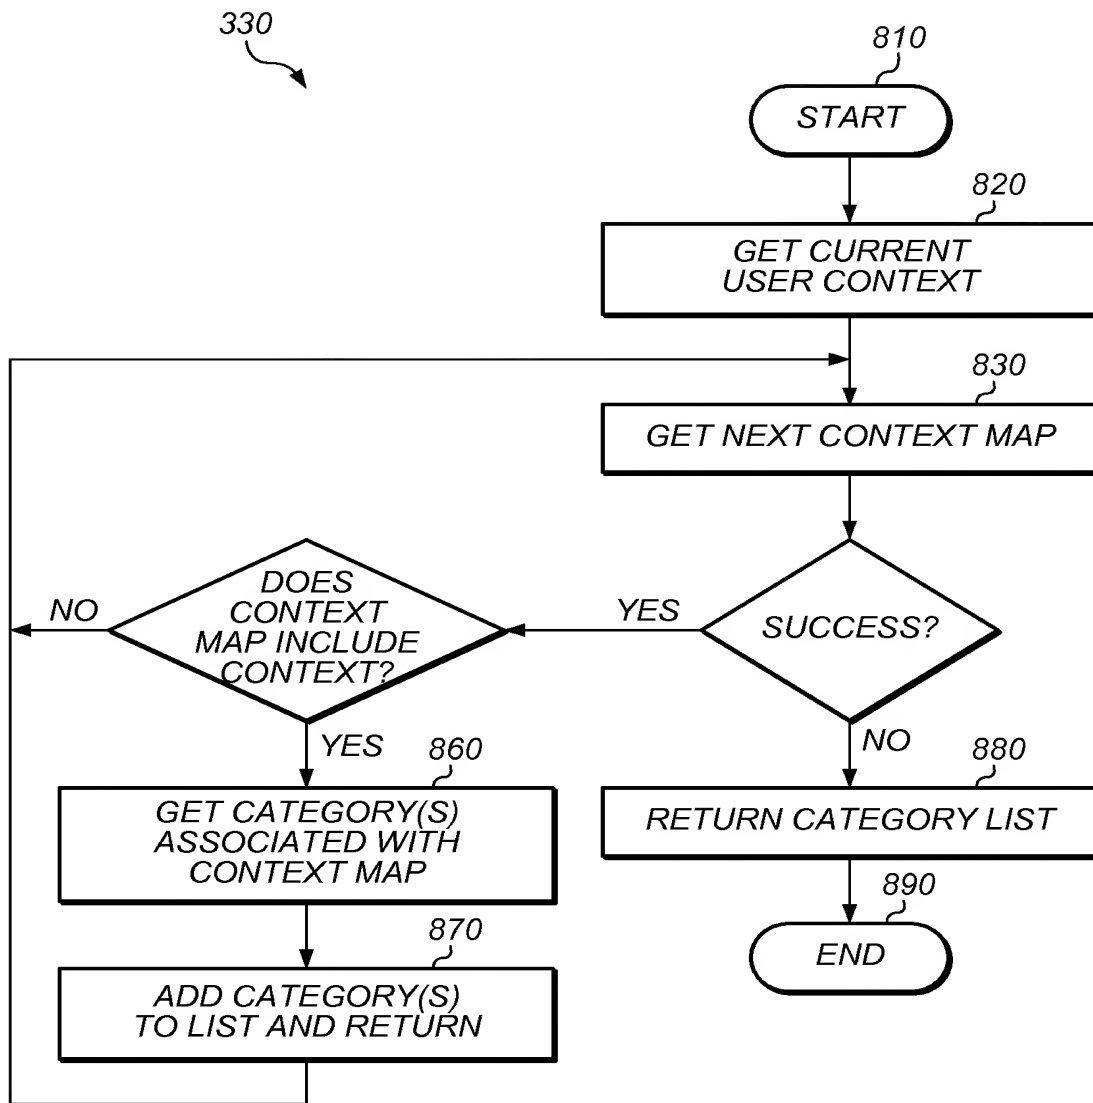 330
810
START
820
GET CURRENT
USER CONTEXT
830
GET NEXT CONTEXT MAP
SUCCESS?
YES
DOES
CONTEXT
MAP INCLUDE
CONTEXT?
NO
YES
860
GET CATEGORY(S)
ASSOCIATED WITH
CONTEXT MAP
870
ADD CATEGORY(S)
TO LIST AND RETURN
NO
880
RETURN CATEGORY LIST
890
END